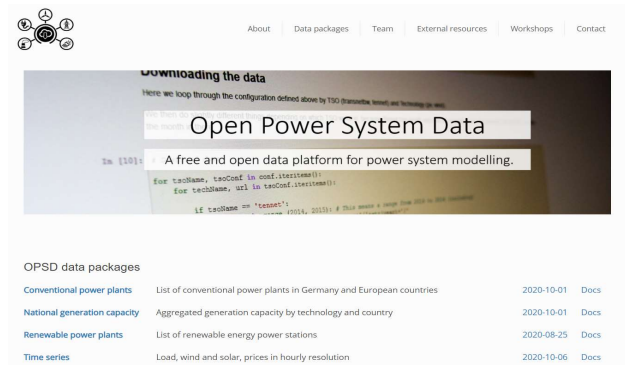 About
Data packages
Team
External resources
Workshops
Contact
Downloading the data
Here we loop through the configuration defined above by TSO
Open Power System Data
A free and open data platform for power system modelling.
In [10]:
for tsoName, tsoConf in conf.iteritems():
for techName, url in tsoConf.iteritems():
if tsoName == 'tennet':
OPSD data packages
Conventional power plants List of conventional power plants in Germany and European countries 2020-10-01 Docs
National generation capacity Aggregated generation capacity by technology and country 2020-10-01 Docs
Renewable power plants List of renewable energy power stations 2020-08-25 Docs
Time series Load, wind and solar, prices in hourly resolution 2020-10-06 Docs